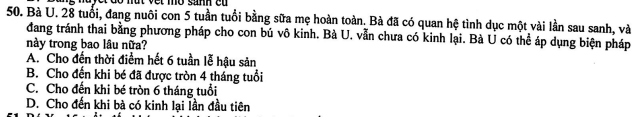 50. Bà U. 28 tuổi, đang nuôi con 5 tuần tuổi bằng sữa mẹ hoàn toàn. Bà đã có quan hệ tình dục một vài lần sau sanh, và
đang tránh thai bằng phương pháp cho con bú vô kinh. Bà U. vẫn chưa có kinh lại. Bà U có thể áp dụng biện pháp
này trong bao lâu nữa?
A. Cho đến thời điểm hết 6 tuần lễ hậu sản
B. Cho đến khi bé đã được tròn 4 tháng tuổi
C. Cho đến khi bé tròn 6 tháng tuổi
D. Cho đến khi bà có kinh lại lần đầu tiên